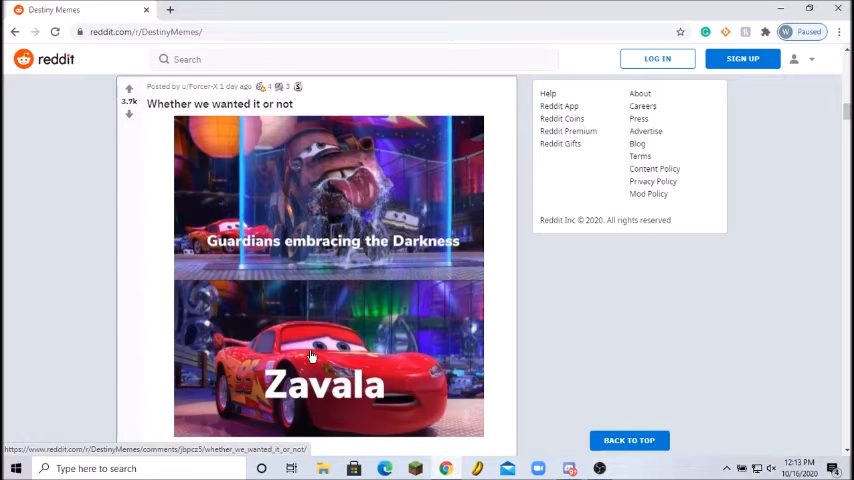 Destiny Memes
reddit.com/r/DestinyMemes/
Paused
reddit
Search
LOG IN
SIGN UP
3.7k
Posted by u/Forcer-X 1 day ago
4
3
Whether we wanted it or not
Guardians embracing the Darkness
Zavala
Help
About
Reddit App
Careers
Reddit Coins
Press
Reddit Premium
Advertise
Reddit Gifts
Blog
Terms
Content Policy
Privacy Policy
Mod Policy
Reddit Inc © 2020. All rights reserved
BACK TO TOP
https://www.reddit.com/r/DestinyMemes/comments/jbpcz5/whether_we_wanted_it_or_not/
Type here to search
12:13 PM
10/16/2020
4